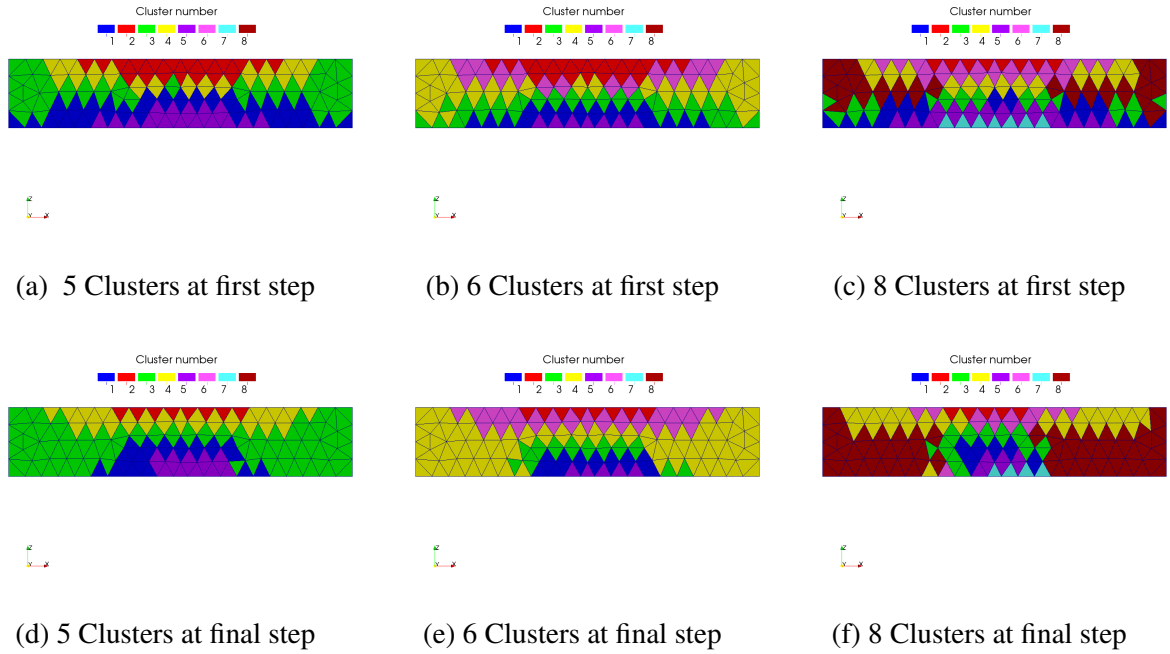 Cluster number
1 2 3 4 5 6 7 8
Cluster number
1 2 3 4 5 6 7 8
Cluster number
1 2 3 4 5 6 7 8
Z
Y X
Z
Y X
Z
Y X
(a) 5 Clusters at first step
(b) 6 Clusters at first step
(c) 8 Clusters at first step
Cluster number
1 2 3 4 5 6 7 8
Cluster number
1 2 3 4 5 6 7 8
Cluster number
1 2 3 4 5 6 7 8
Z
Y X
Z
Y X
Z
Y X
(d) 5 Clusters at final step
(e) 6 Clusters at final step
(f) 8 Clusters at final step